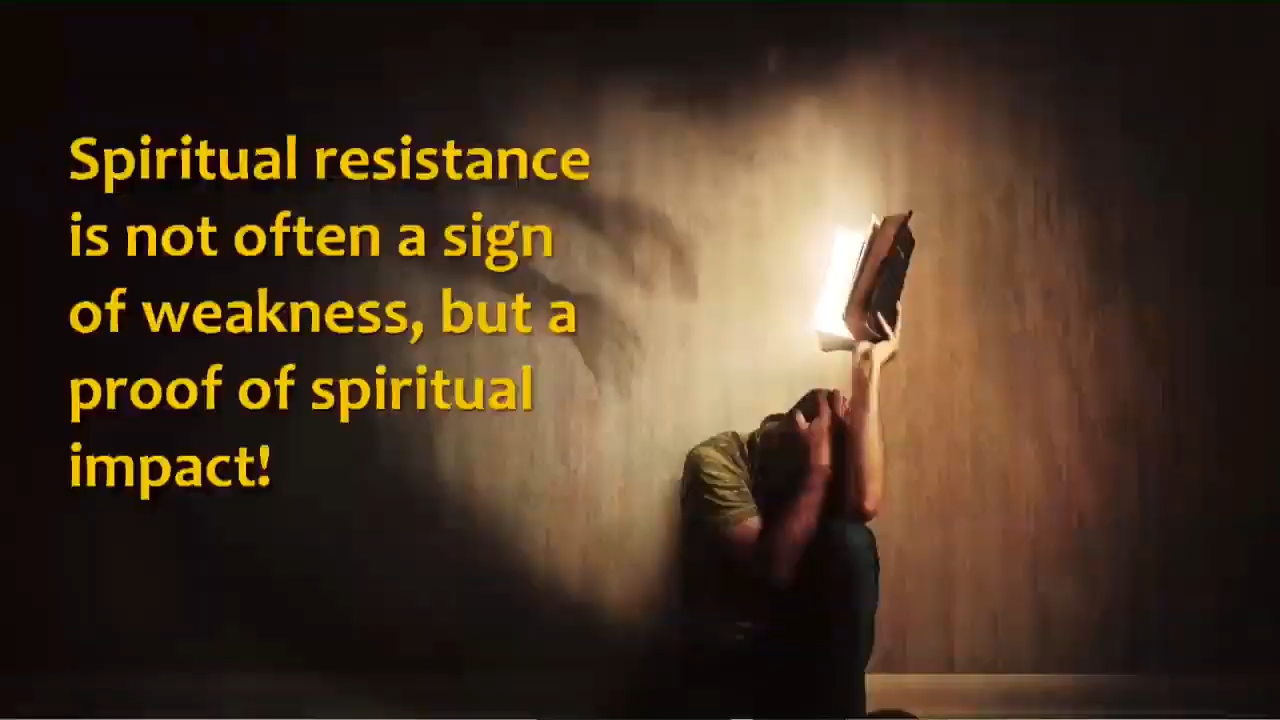 Spiritual resistance
is not often a sign
of weakness, but a
proof of spiritual
impact!